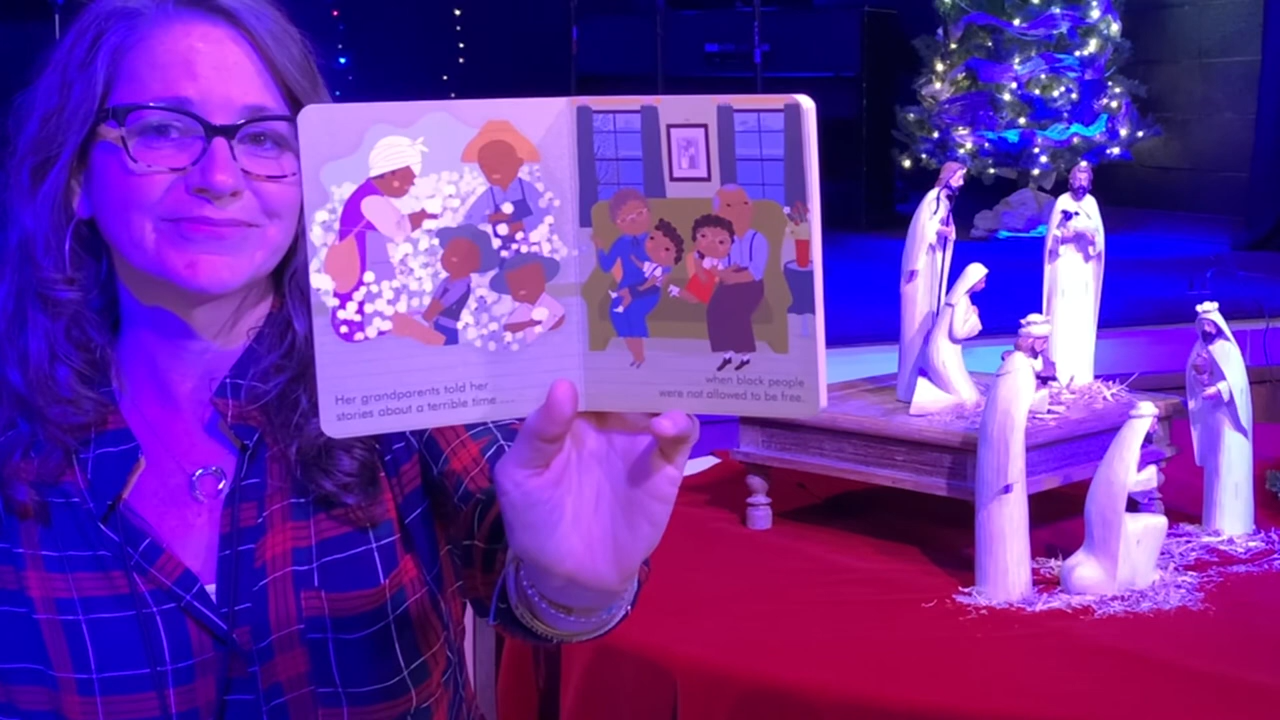 Her grandparents told her
stories about a terrible time ...
... when black people
were not allowed to be free.